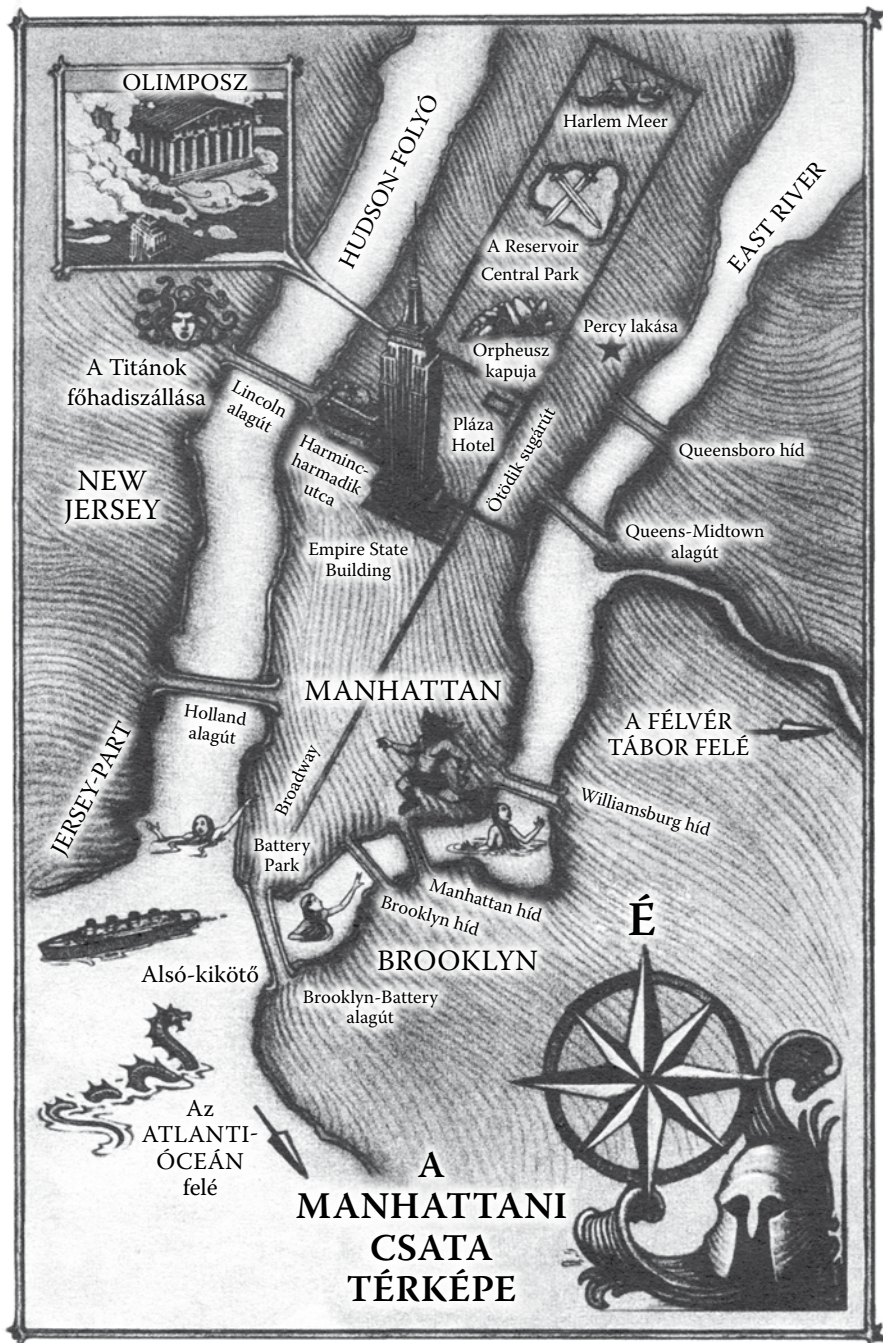 OLIMPOSZ
HUDSON-FOLYÓ
Harlem Meer
EAST RIVER
A Reservoir
Central Park
Percy lakása
Orpheusz
kapuja
A Titánok
főhadiszállása
Lincoln
alagút
Pláza
Hotel
Ötödik sugárút
Queensboro híd
Harminc-
harmadik
utca
NEW
JERSEY
Queens-Midtown
alagút
Empire State
Building
MANHATTAN
Holland
alagút
A FÉLVÉR
TÁBOR FELÉ
JERSEY-PART
Broadway
Williamsburg híd
Battery
Park
Manhattan híd
Brooklyn híd
É
BROOKLYN
Alsó-kikötő
Brooklyn-Battery
alagút
Az
ATLANTI-
ÓCEÁN
felé
A
MANHATTANI
CSATA
TÉRKÉPE